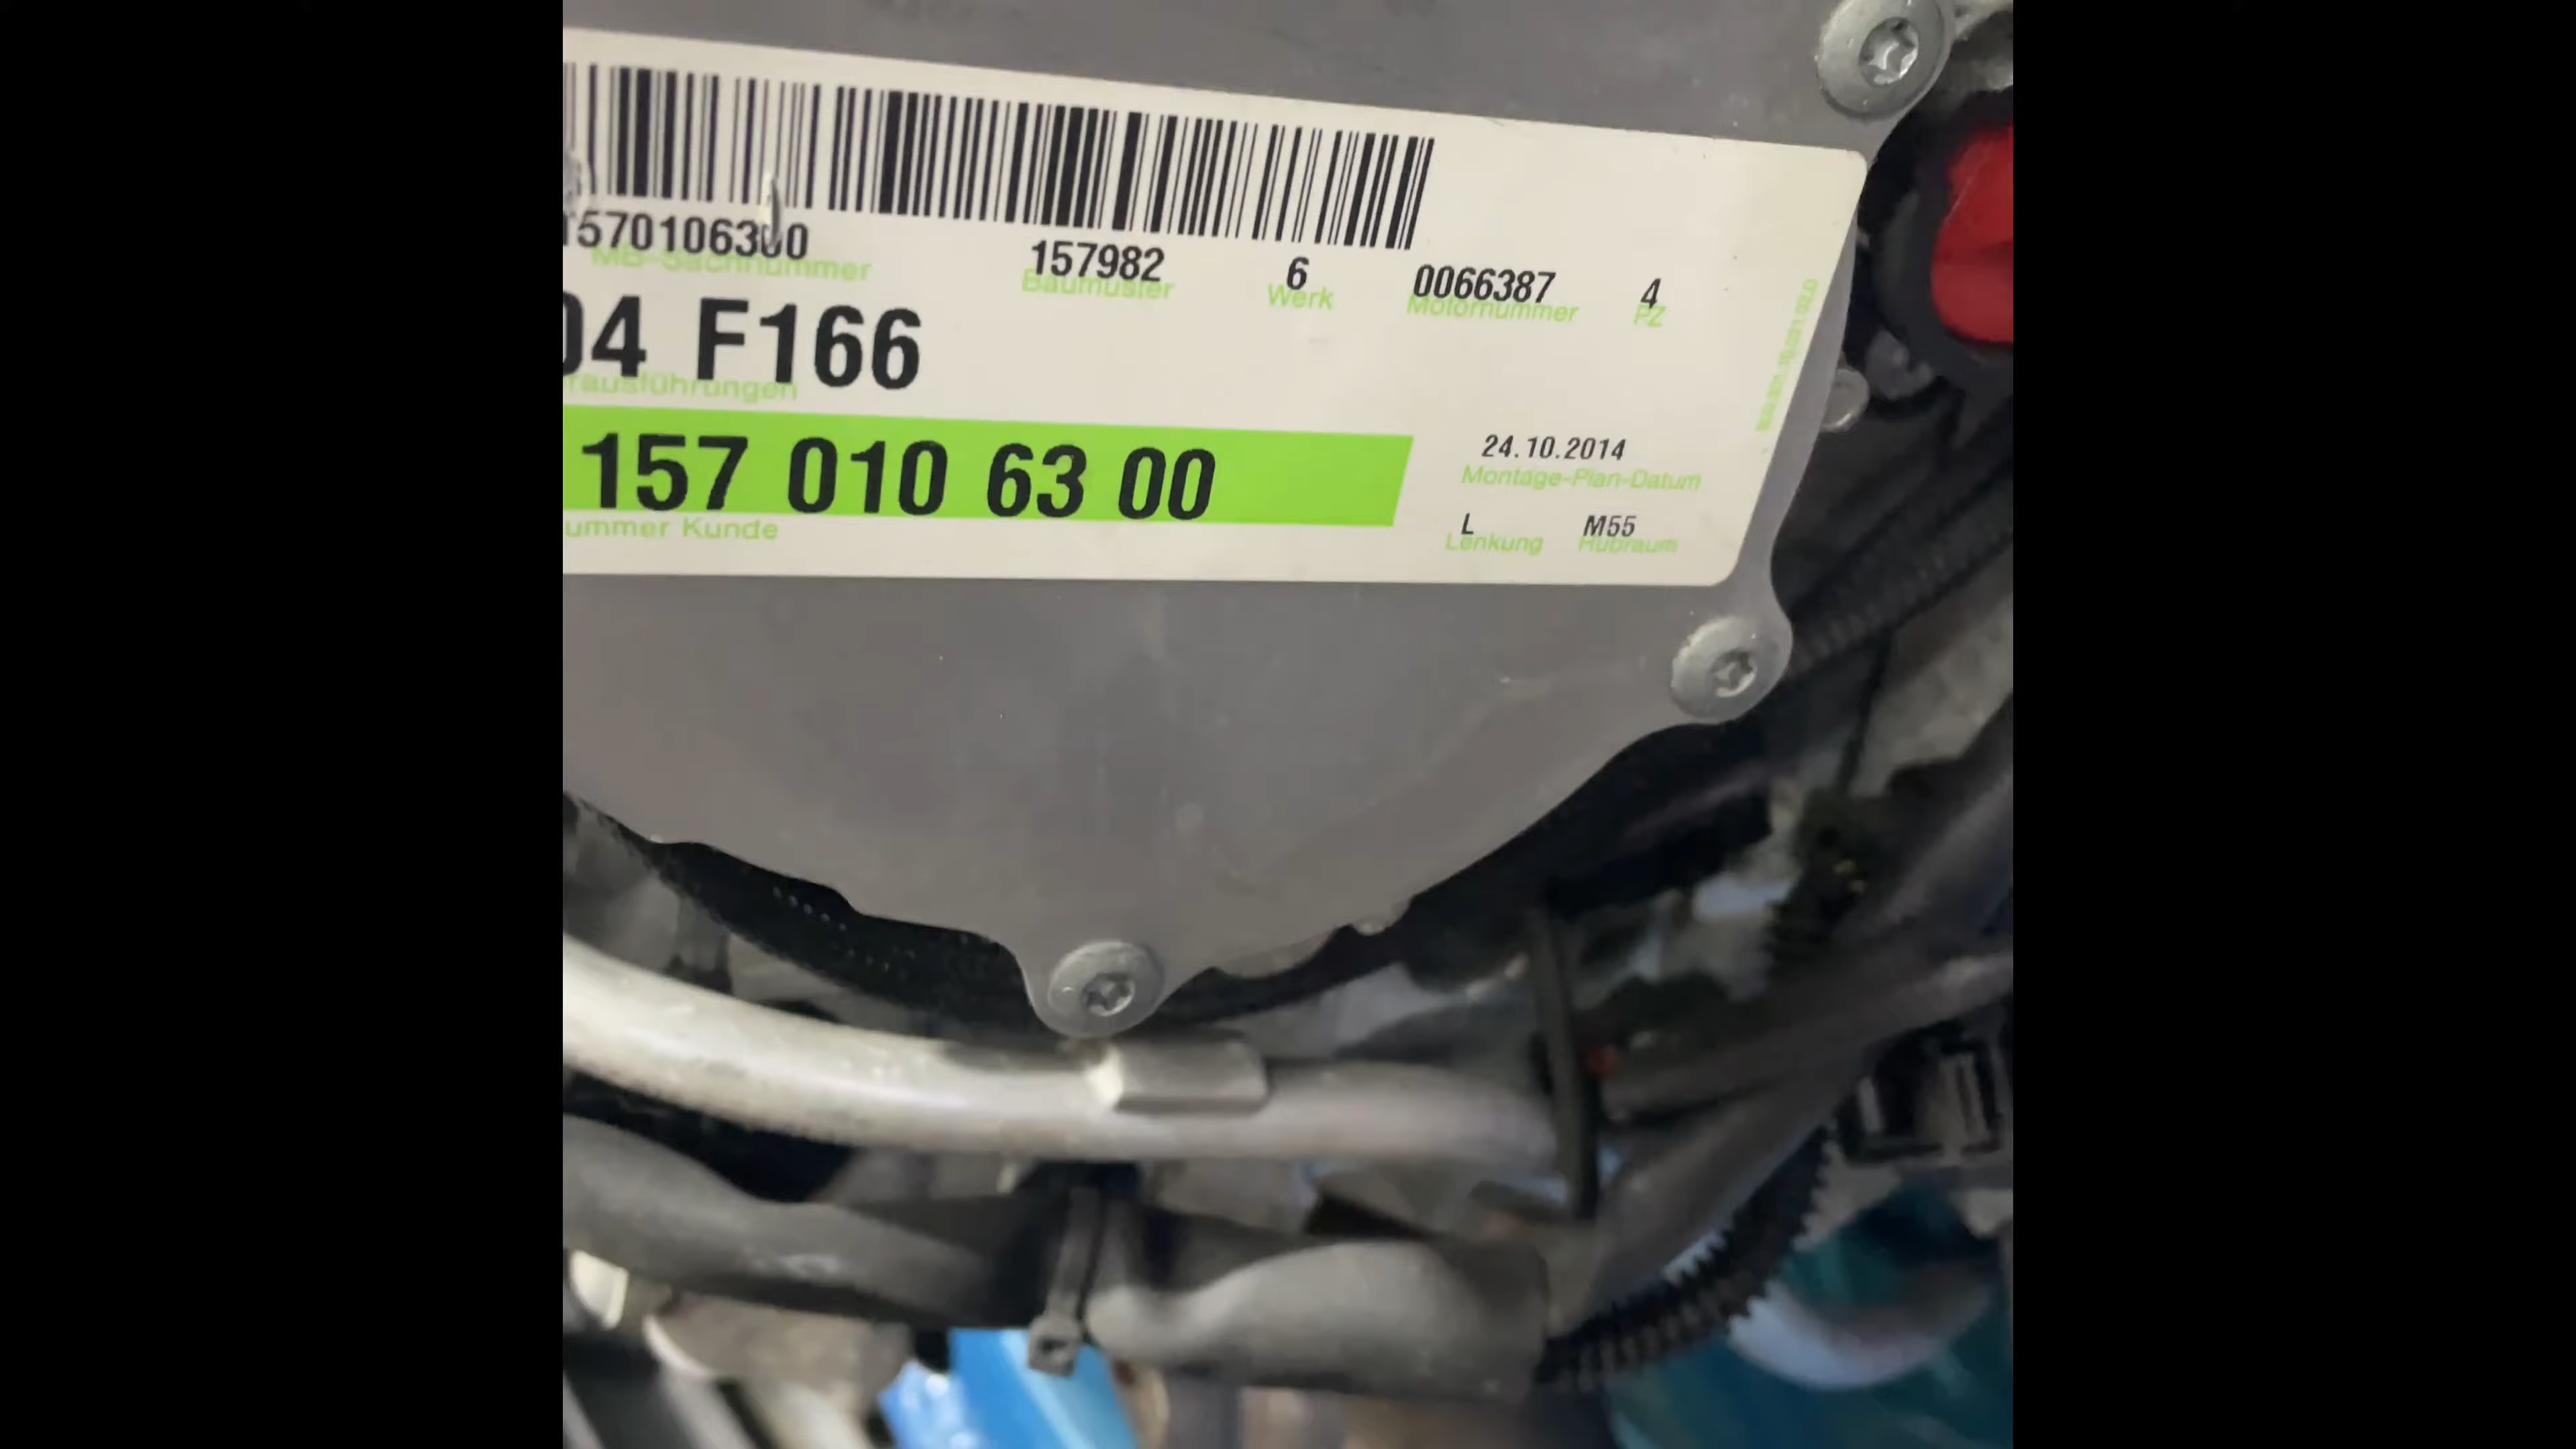 1570106300 157982 6 0066387 4
MB-Sachnummer Baumuster Werk Motornummer PZ
04 F166
rausführungen
157 010 63 00
ummer Kunde
24.10.2014
Montage-Plan-Datum
L M55
Lenkung Hubraum